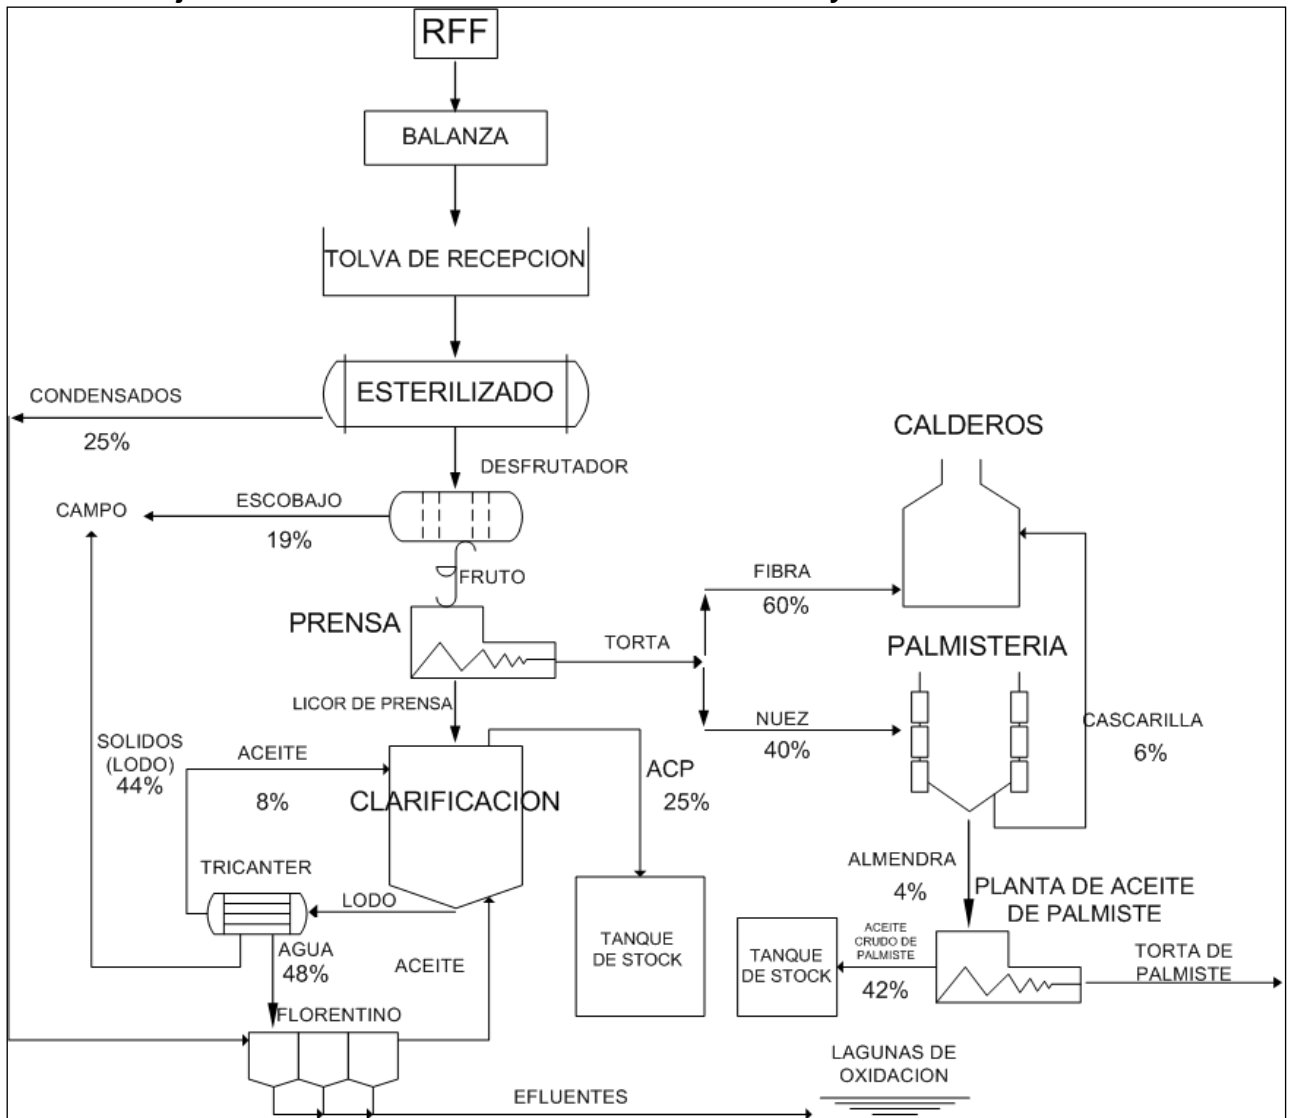 RFF
BALANZA
TOLVA DE RECEPCION
ESTERILIZADO
CONDENSADOS
25%
CALDEROS
DESFRUTADOR
ESCOBAJO
CAMPO
19%
FRUTO
FIBRA
60%
PRENSA
TORTA
PALMISTERIA
LICOR DE PRENSA
NUEZ
40%
CASCARILLA
6%
SOLIDOS
(LODO)
44%
ACEITE
8%
CLARIFICACION
ACP
25%
TRICANTER
LODO
ALMENDRA
4%
PLANTA DE ACEITE
DE PALMISTE
AGUA
48%
ACEITE
TANQUE
DE STOCK
TANQUE
DE STOCK
ACEITE
CRUDO DE
PALMISTE
42%
TORTA DE
PALMISTE
FLORENTINO
LAGUNAS DE
OXIDACION
EFLUENTES